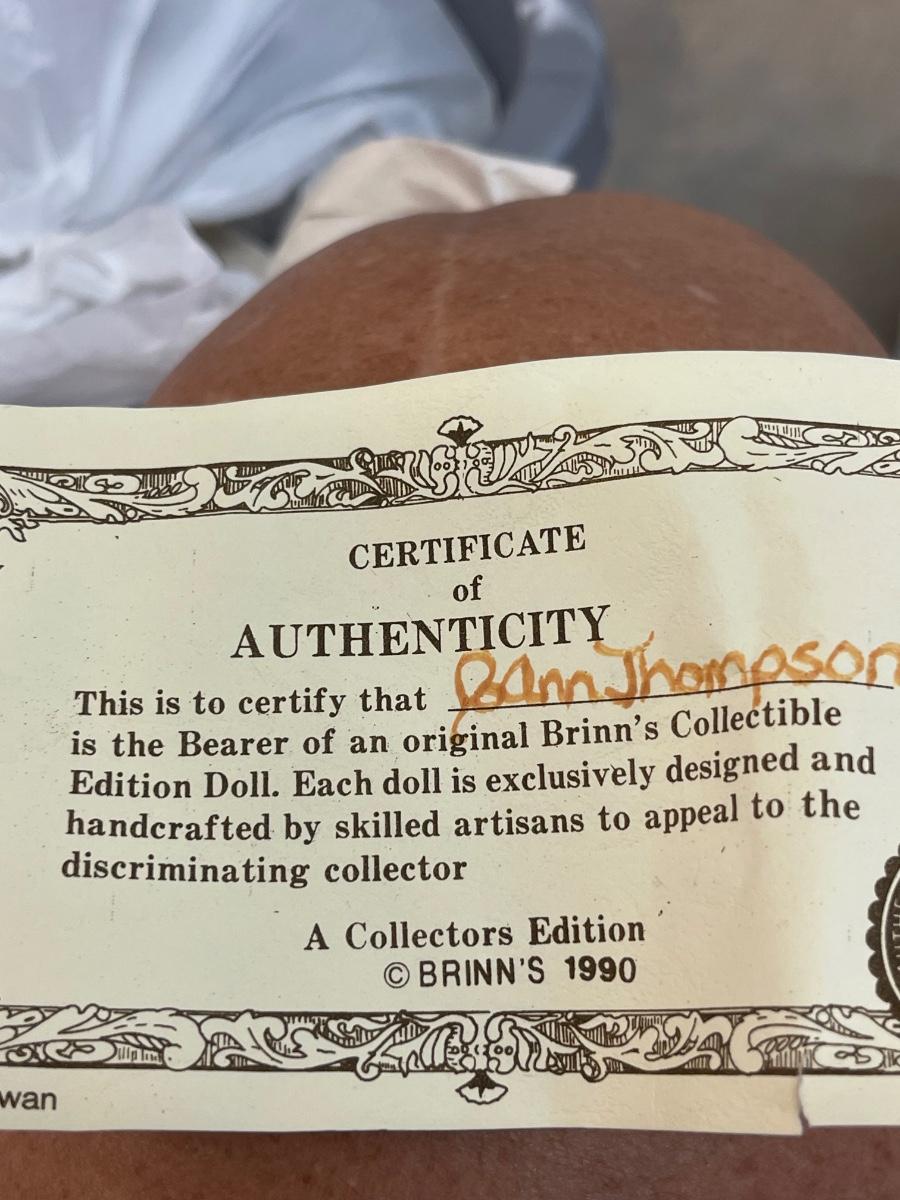 CERTIFICATE
of
AUTHENTICITY
This is to certify that JoAnn Thompson
is the Bearer of an original Brinn's Collectible
Edition Doll. Each doll is exclusively designed and
handcrafted by skilled artisans to appeal to the
discriminating collector
A Collectors Edition
© BRINN'S 1990
wan